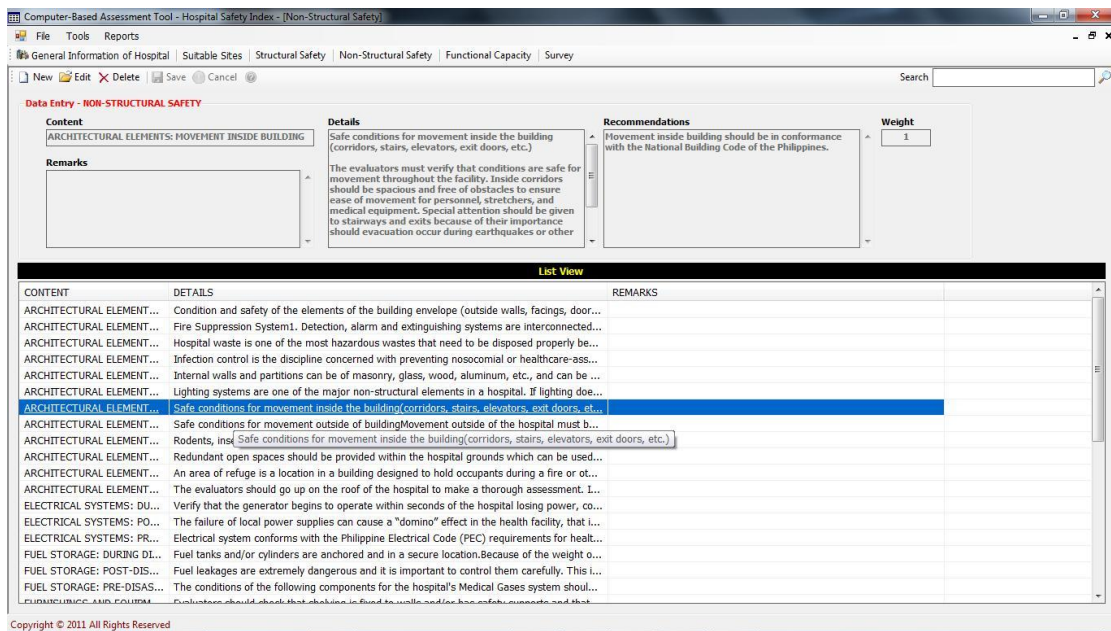 Computer-Based Assessment Tool - Hospital Safety Index - [Non-Structural Safety]
File Tools Reports
General Information of Hospital Suitable Sites Structural Safety Non-Structural Safety Functional Capacity Survey
New Edit Delete Save Cancel Search
Data Entry - NON-STRUCTURAL SAFETY
Content
ARCHITECTURAL ELEMENTS: MOVEMENT INSIDE BUILDING
Remarks
Details
Safe conditions for movement inside the building
(corridors, stairs, elevators, exit doors, etc.)
The evaluators must verify that conditions are safe for
movement throughout the facility. Inside corridors
should be spacious and free of obstacles to ensure
ease of movement for personnel, stretchers, and
medical equipment. Special attention should be given
to stairways and exits because of their importance
should evacuation occur during earthquakes or other
Recommendations
Movement inside building should be in conformance
with the National Building Code of the Philippines.
Weight
1
List View
CONTENT DETAILS REMARKS
ARCHITECTURAL ELEMENT... Condition and safety of the elements of the building envelope (outside walls, facings, door...
ARCHITECTURAL ELEMENT... Fire Suppression System1. Detection, alarm and extinguishing systems are interconnected...
ARCHITECTURAL ELEMENT... Hospital waste is one of the most hazardous wastes that need to be disposed properly be...
ARCHITECTURAL ELEMENT... Infection control is the discipline concerned with preventing nosocomial or healthcare-ass...
ARCHITECTURAL ELEMENT... Internal walls and partitions can be of masonry, glass, wood, aluminum, etc., and can be ...
ARCHITECTURAL ELEMENT... Lighting systems are one of the major non-structural elements in a hospital. If lighting doe...
ARCHITECTURAL ELEMENT... Safe conditions for movement inside the building(corridors, stairs, elevators, exit doors, et...
ARCHITECTURAL ELEMENT... Safe conditions for movement outside of buildingMovement outside of the hospital must b...
ARCHITECTURAL ELEMENT... Rodents, Safe conditions for movement inside the building(corridors, stairs, elevators, exit doors, etc.)
ARCHITECTURAL ELEMENT... Redundant open spaces should be provided within the hospital grounds which can be used...
ARCHITECTURAL ELEMENT... An area of refuge is a location in a building designed to hold occupants during a fire or ot...
ARCHITECTURAL ELEMENT... The evaluators should go up on the roof of the hospital to make a thorough assessment. I...
ELECTRICAL SYSTEMS: DU... Verify that the generator begins to operate within seconds of the hospital losing power, co...
ELECTRICAL SYSTEMS: PO... The failure of local power supplies can cause a "domino" effect in the health facility, that i...
ELECTRICAL SYSTEMS: PR... Electrical system conforms with the Philippine Electrical Code (PEC) requirements for healt...
FUEL STORAGE: DURING DI... Fuel tanks and/or cylinders are anchored and in a secure location.Because of the weight o...
FUEL STORAGE: POST-DIS... Fuel leakages are extremely dangerous and it is important to control them carefully. This i...
FUEL STORAGE: PRE-DISAS... The conditions of the following components for the hospital's Medical Gases system shoul...
Copyright © 2011 All Rights Reserved